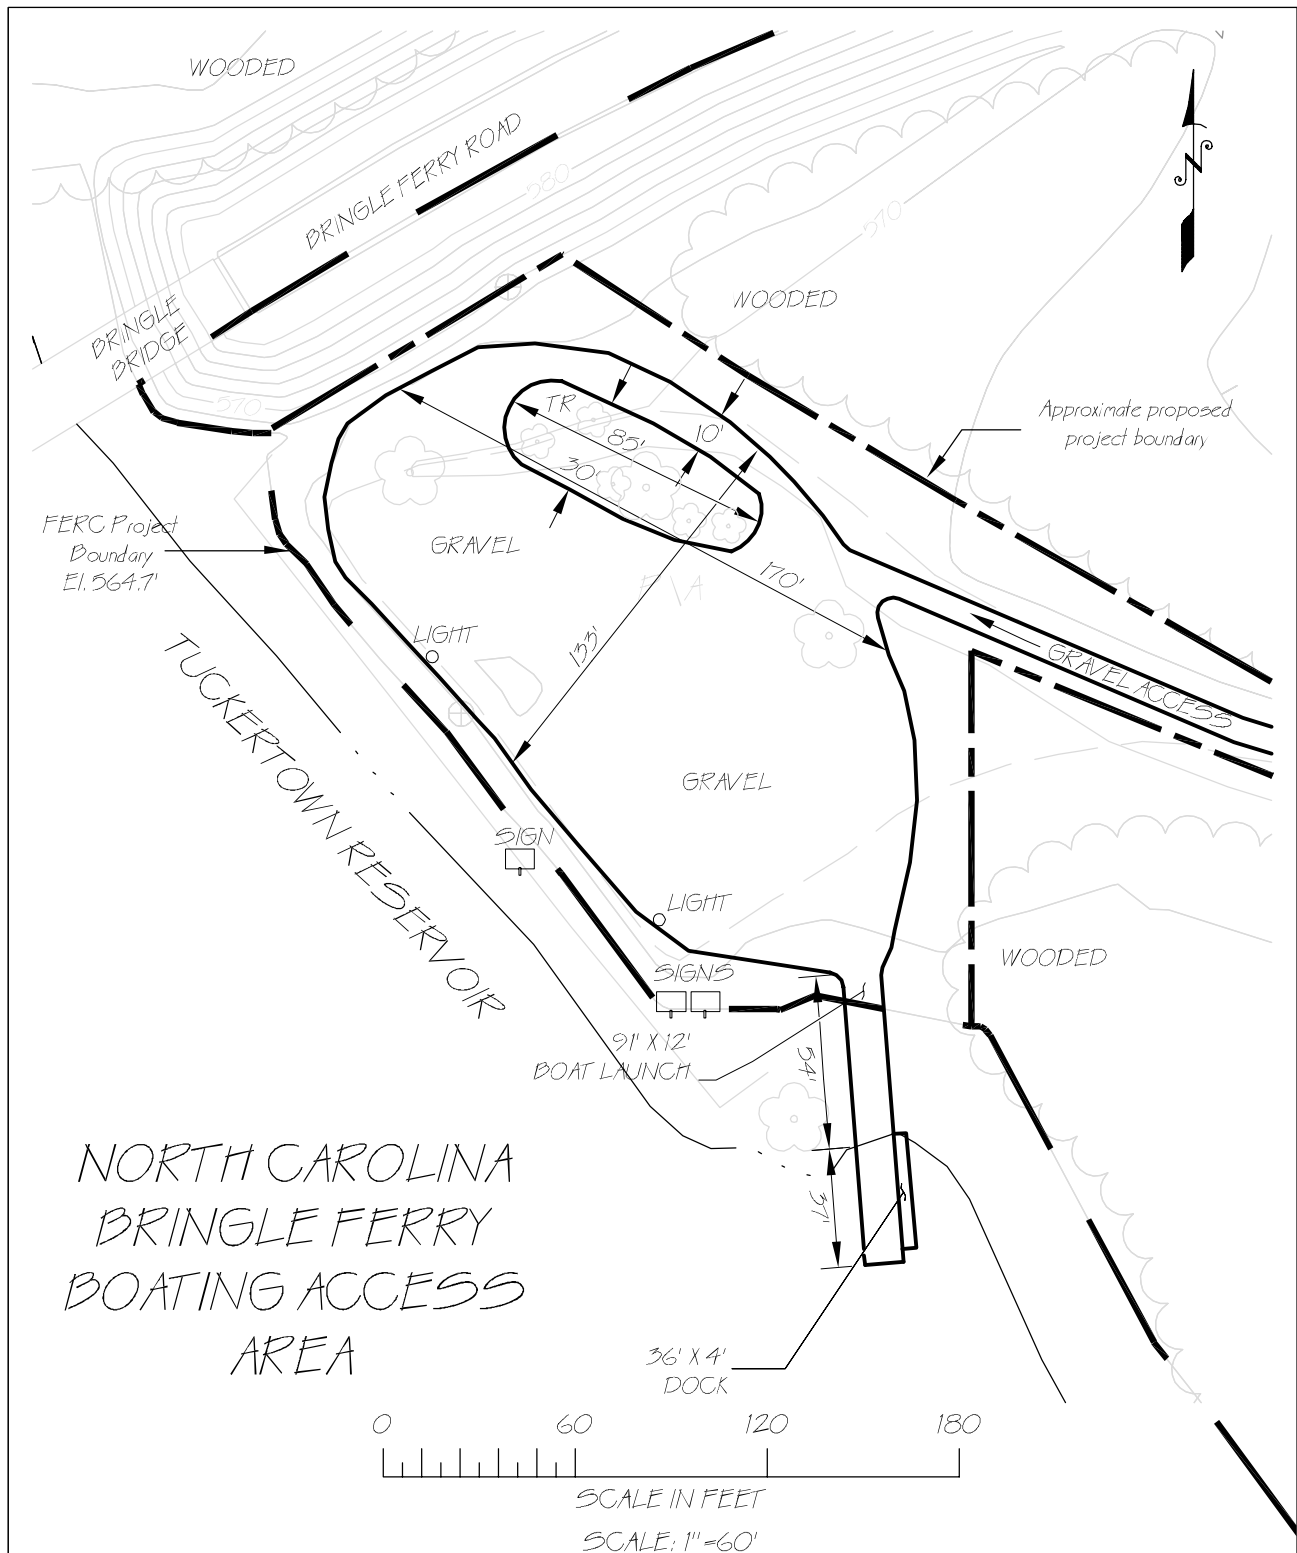 WOODED
N
BRINGLE FERRY ROAD
580
570
BRINGLE
BRIDGE
WOODED
570
TR
85'
10'
30'
Approximate proposed
project boundary
FERC Project
Boundary
El. 564.7'
GRAVEL
170'
LIGHT
133'
GRAVEL ACCESS
TUCKERTOWN RESERVOIR
GRAVEL
SIGN
LIGHT
WOODED
SIGNS
91' X 12'
BOAT LAUNCH
54'
37'
NORTH CAROLINA
BRINGLE FERRY
BOATING ACCESS
AREA
36' X 4'
DOCK
0 60 120 180
SCALE IN FEET
SCALE: 1"=60'